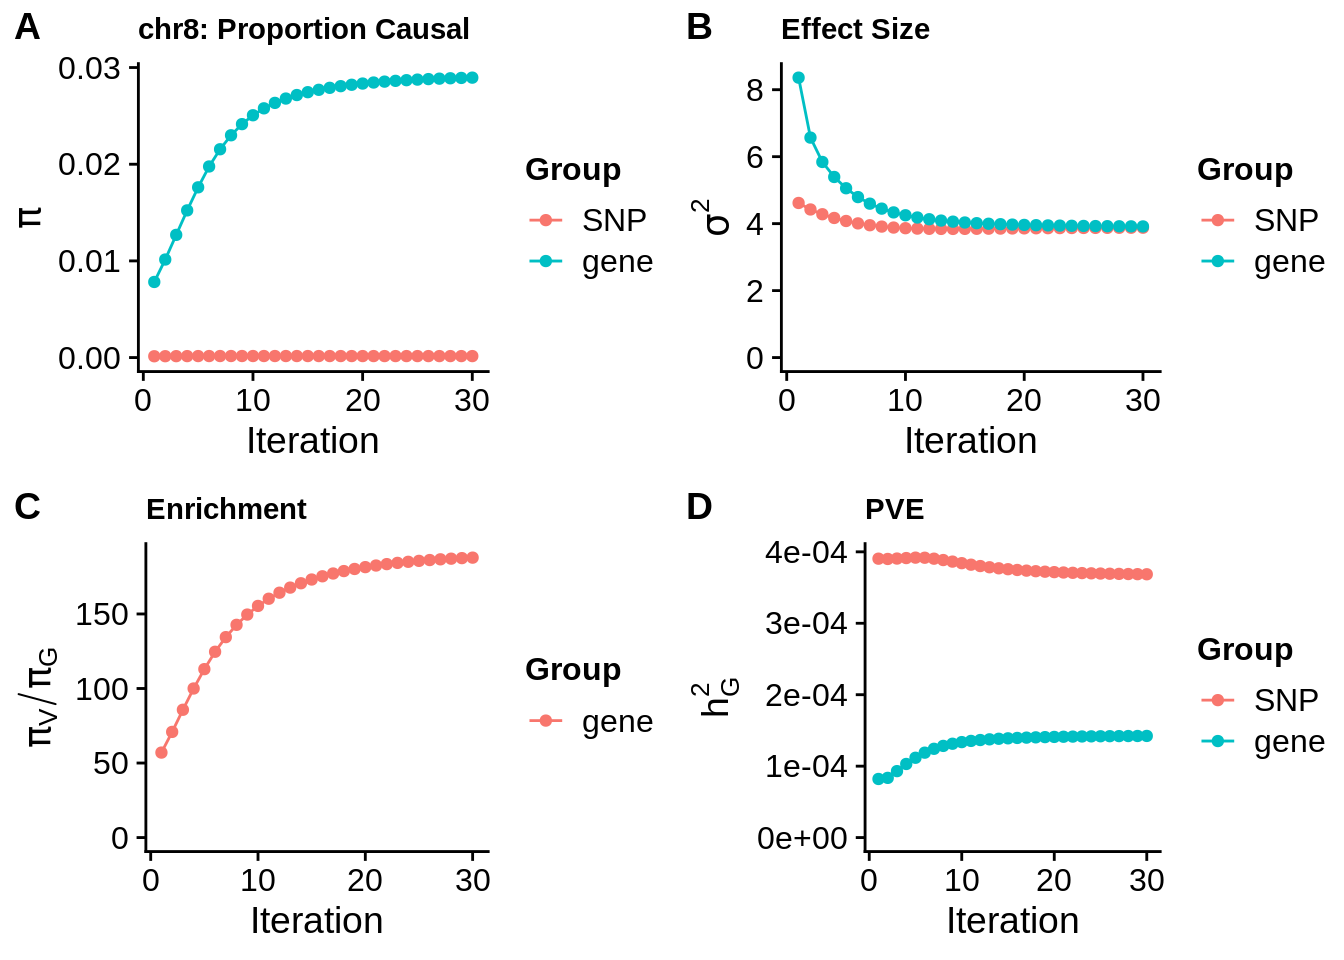 A
chr8: Proportion Causal
0.03
0.02
0.01
0.00
π
0 10 20 30
Iteration
Group
SNP
gene
B
Effect Size
8
6
4
2
0
σ²
0 10 20 30
Iteration
Group
SNP
gene
C
Enrichment
150
100
50
0
π_V/π_G
0 10 20 30
Iteration
Group
gene
D
PVE
4e-04
3e-04
2e-04
1e-04
0e+00
h²_G
0 10 20 30
Iteration
Group
SNP
gene